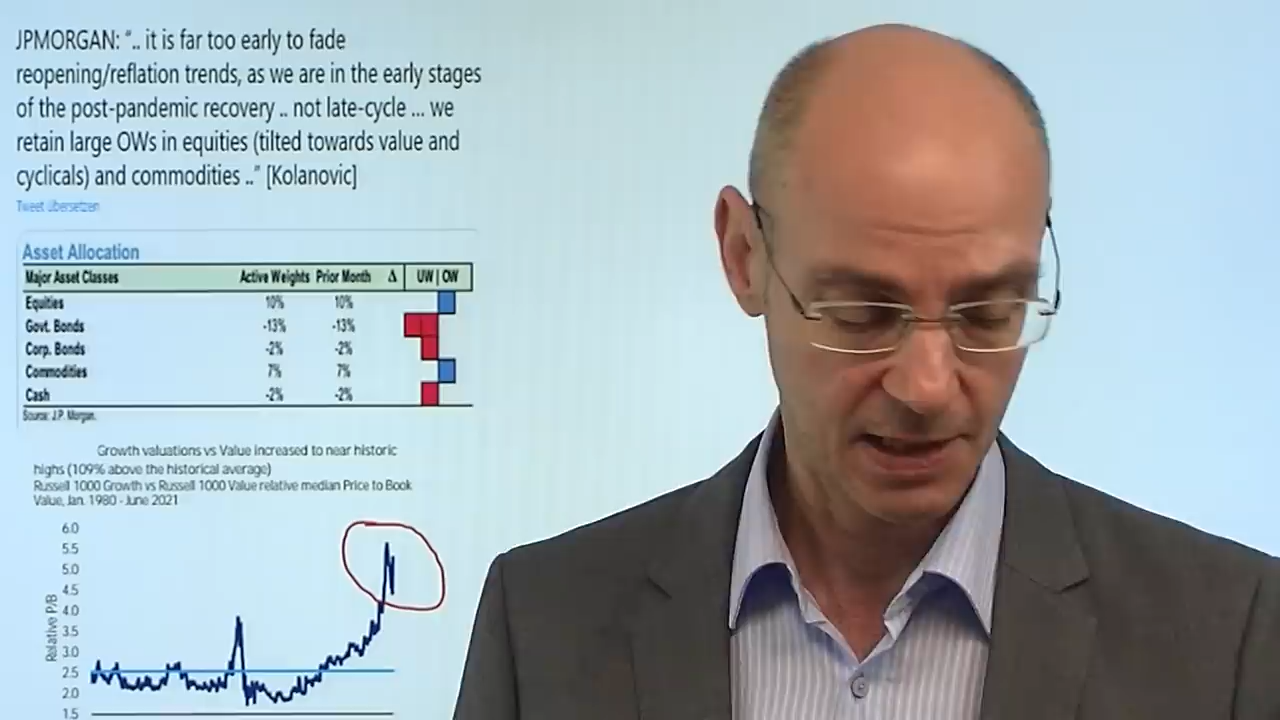 JPMORGAN: “.. it is far too early to fade
reopening/reflation trends, as we are in the early stages
of the post-pandemic recovery .. not late-cycle ... we
retain large OWs in equities (tilted towards value and
cyclicals) and commodities ..” [Kolanovic]
Tweet übersetzen
Asset Allocation
Major Asset Classes Active Weights Prior Month Δ UW | OW
Equities 10% 10%
Govt. Bonds -13% -13%
Corp. Bonds -2% -2%
Commodities 7% 7%
Cash -2% -2%
Source: J.P. Morgan.
Growth valuations vs Value increased to near historic
highs (109% above the historical average)
Russell 1000 Growth vs Russell 1000 Value relative median Price to Book
Value, Jan. 1980 - June 2021
6.0
5.5
5.0
4.5
4.0
3.5
3.0
2.5
2.0
1.5
Relative P/B